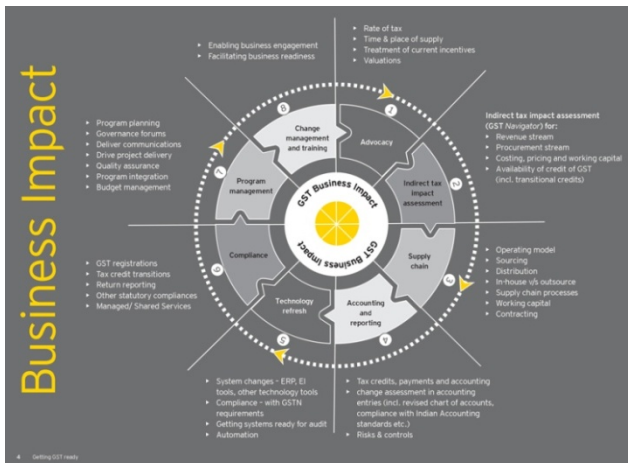 Business Impact
▸ Enabling business engagement
▸ Facilitating business readiness
▸ Rate of tax
▸ Time & place of supply
▸ Treatment of current incentives
▸ Valuations
▸ Program planning
▸ Governance forums
▸ Deliver communications
▸ Drive project delivery
▸ Quality assurance
▸ Program integration
▸ Budget management
Indirect tax impact assessment
(GST Navigator) for:
▸ Revenue stream
▸ Procurement stream
▸ Costing, pricing and working capital
▸ Availability of credit of GST
(incl. transitional credits)
8
Change
management
and training
1
Advocacy
7
Program
management
2
Indirect tax
impact
assessment
GST Business Impact
GST Business Impact
6
Compliance
3
Supply
chain
5
Technology
refresh
4
Accounting
and
reporting
▸ GST registrations
▸ Tax credit transitions
▸ Return reporting
▸ Other statutory compliances
▸ Managed/ Shared Services
▸ Operating model
▸ Sourcing
▸ Distribution
▸ In-house v/s outsource
▸ Supply chain processes
▸ Working capital
▸ Contracting
▸ System changes – ERP, EI
tools, other technology tools
▸ Compliance – with GSTN
requirements
▸ Getting systems ready for audit
▸ Automation
▸ Tax credits, payments and accounting
▸ change assessment in accounting
entries (incl. revised chart of accounts,
compliance with Indian Accounting
standards etc.)
▸ Risks & controls
4 Getting GST ready